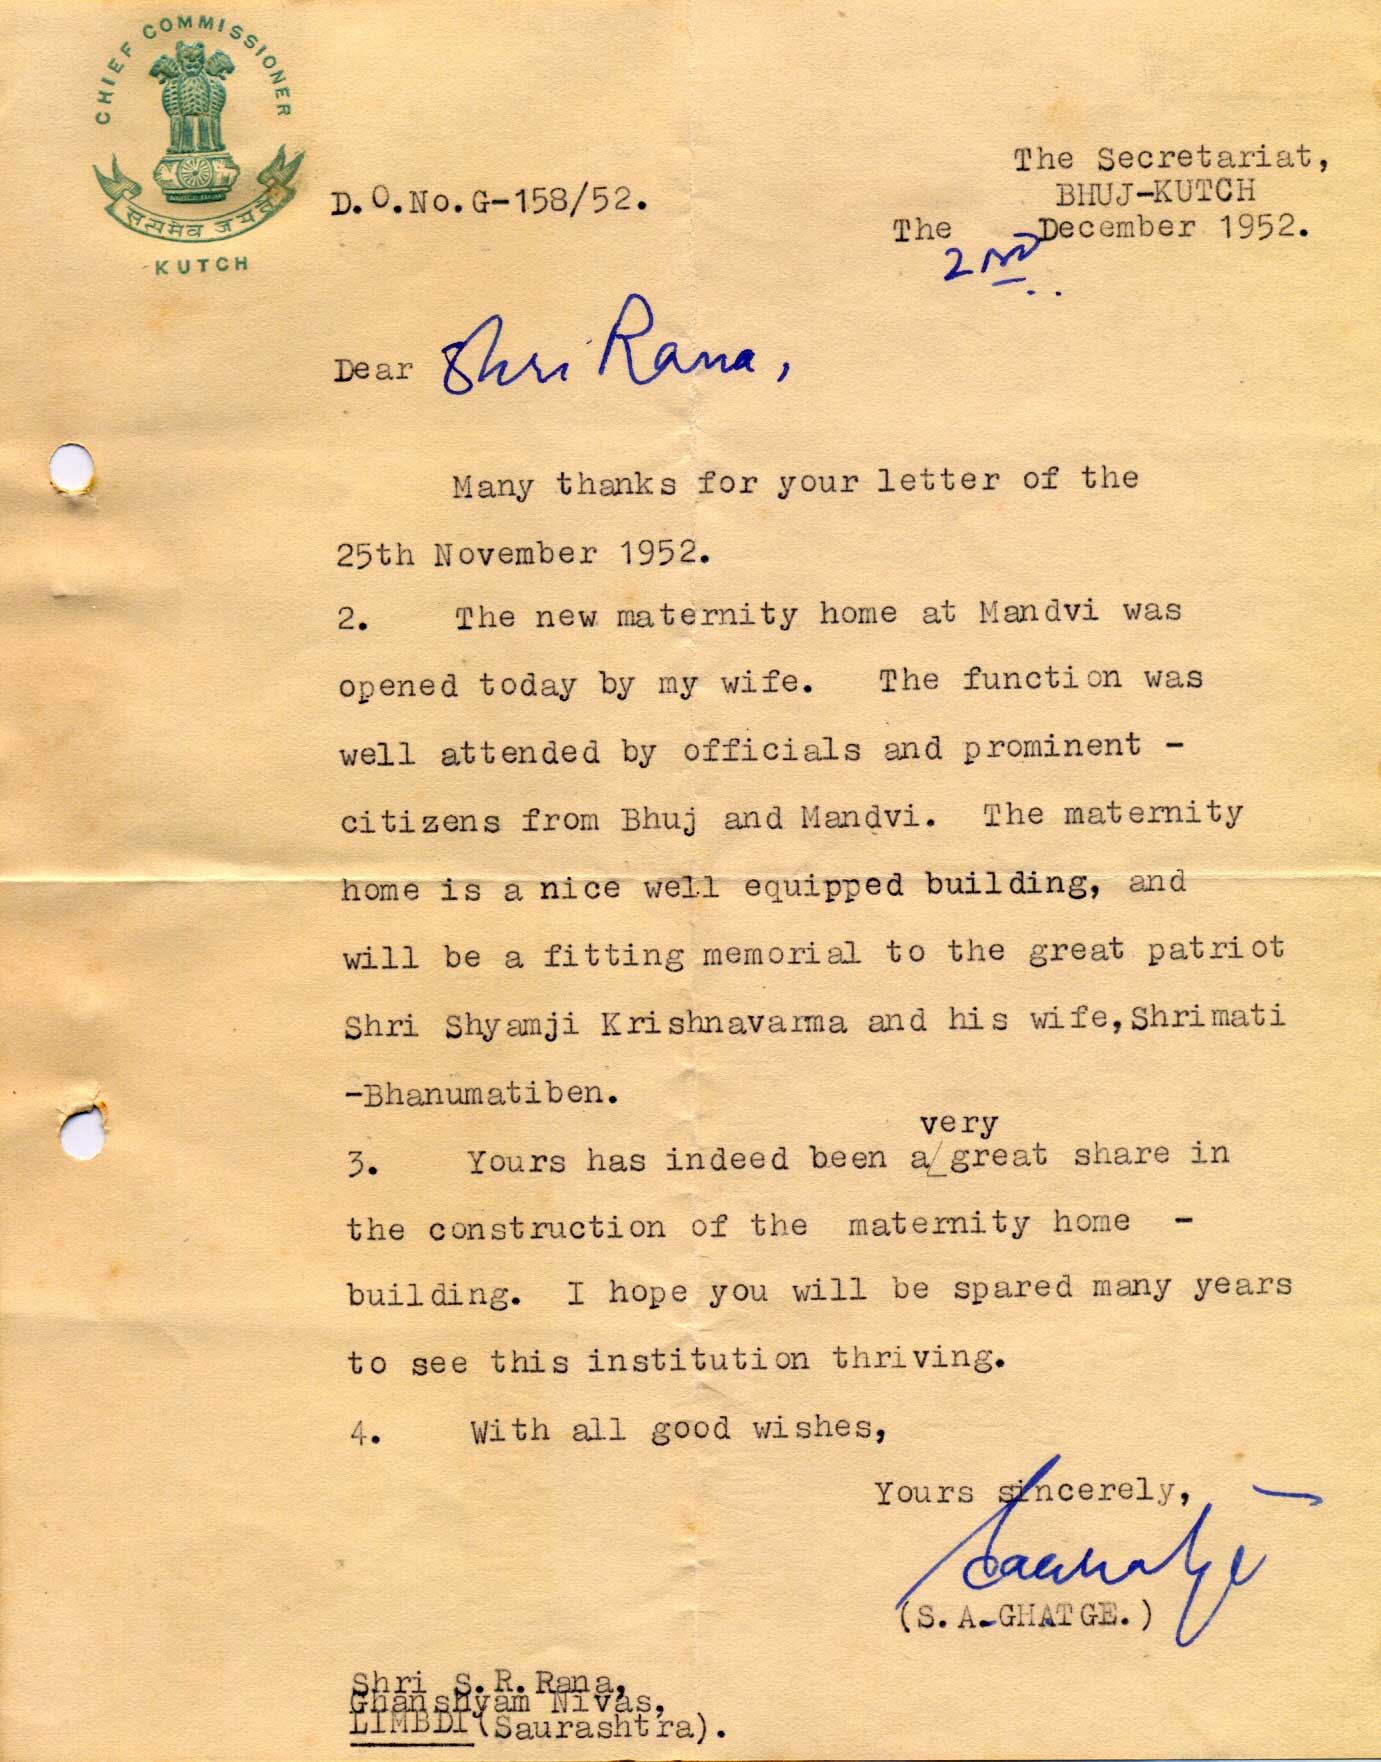 CHIEF COMMISSIONER
सत्यमेव जयते
KUTCH
D.O.No.G-158/52.
The Secretariat,
BHUJ-KUTCH
The December 1952.
2ND
Dear Shri Rana,
Many thanks for your letter of the
25th November 1952.
2. The new maternity home at Mandvi was
opened today by my wife. The function was
well attended by officials and prominent -
citizens from Bhuj and Mandvi. The maternity
home is a nice well equipped building, and
will be a fitting memorial to the great patriot
Shri Shyamji Krishnavarma and his wife, Shrimati
-Bhanumatiben.
very
3. Yours has indeed been a great share in
the construction of the maternity home -
building. I hope you will be spared many years
to see this institution thriving.
4. With all good wishes,
Yours sincerely,
(S.A.GHATGE.)
Shri S.R.Rana,
Ghanshyam Nivas,
LIMBDI (Saurashtra).